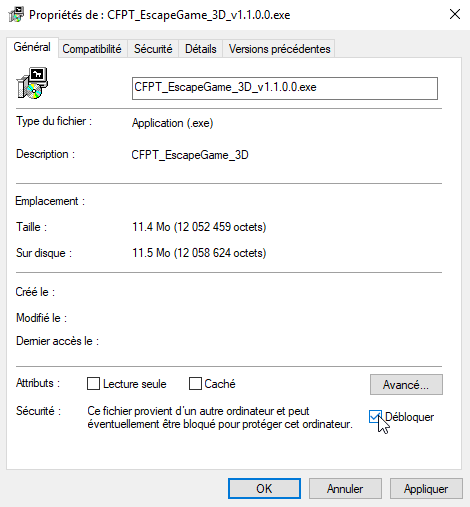 Propriétés de : CFPT_EscapeGame_3D_v1.1.0.0.exe
Général Compatibilité Sécurité Détails Versions précédentes
CFPT_EscapeGame_3D_v1.1.0.0.exe
Type du fichier : Application (.exe)
Description : CFPT_EscapeGame_3D
Emplacement :
Taille : 11.4 Mo (12 052 459 octets)
Sur disque : 11.5 Mo (12 058 624 octets)
Créé le :
Modifié le :
Dernier accès le :
Attributs : Lecture seule Caché Avancé...
Sécurité : Ce fichier provient d'un autre ordinateur et peut
éventuellement être bloqué pour protéger cet ordinateur. Débloquer
OK Annuler Appliquer